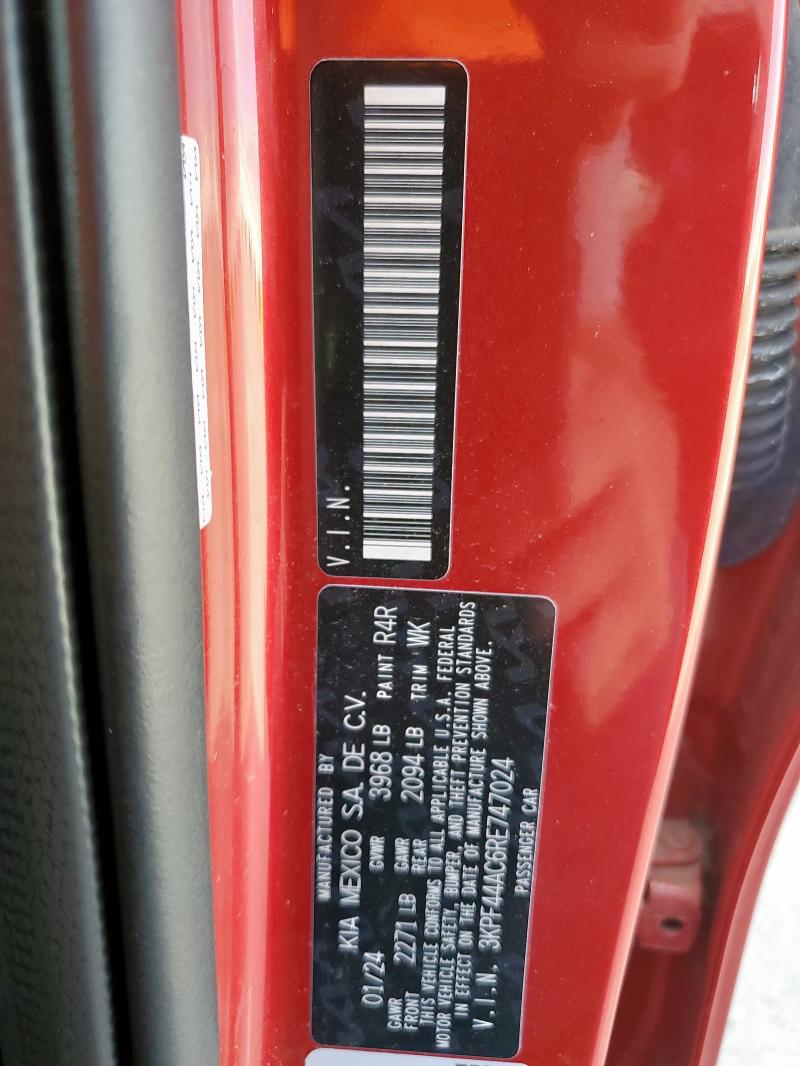 V.I.N.
MANUFACTURED BY
KIA MEXICO S.A. DE C.V.
01/24 GVWR 3968 LB PAINT R4R
GAWR FRONT 2271 LB GAWR REAR 2094 LB TRIM WK
THIS VEHICLE CONFORMS TO ALL APPLICABLE U.S.A. FEDERAL
MOTOR VEHICLE SAFETY, BUMPER, AND THEFT PREVENTION STANDARDS
IN EFFECT ON THE DATE OF MANUFACTURE SHOWN ABOVE.
V.I.N. 3KPF44AC6RE747024
PASSENGER CAR